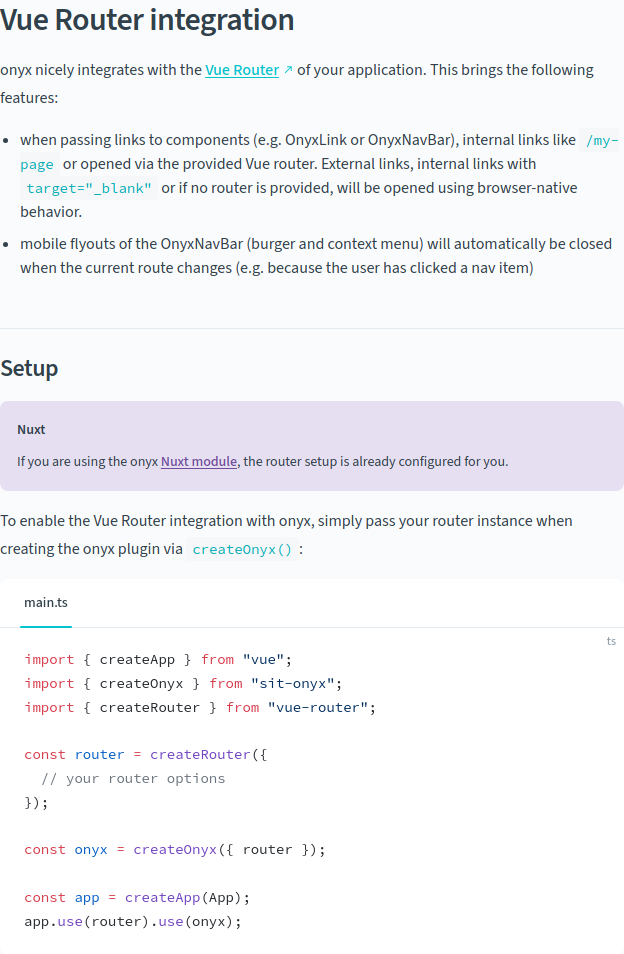 Vue Router integration
onyx nicely integrates with the Vue Router ↗ of your application. This brings the following
features:
• when passing links to components (e.g. OnyxLink or OnyxNavBar), internal links like /my-
page or opened via the provided Vue router. External links, internal links with
target="_blank" or if no router is provided, will be opened using browser-native
behavior.
• mobile flyouts of the OnyxNavBar (burger and context menu) will automatically be closed
when the current route changes (e.g. because the user has clicked a nav item)
Setup
Nuxt
If you are using the onyx Nuxt module, the router setup is already configured for you.
To enable the Vue Router integration with onyx, simply pass your router instance when
creating the onyx plugin via createOnyx() :
main.ts
ts
import { createApp } from "vue";
import { createOnyx } from "sit-onyx";
import { createRouter } from "vue-router";
const router = createRouter({
  // your router options
});
const onyx = createOnyx({ router });
const app = createApp(App);
app.use(router).use(onyx);